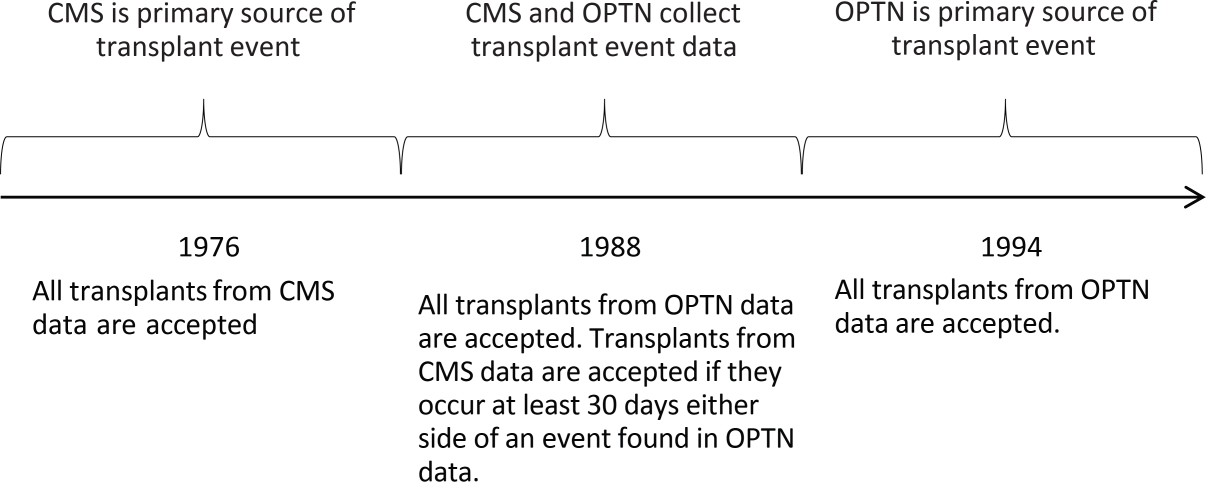 CMS is primary source of
transplant event
CMS and OPTN collect
transplant event data
OPTN is primary source of
transplant event
1976
All transplants from CMS
data are accepted
1988
All transplants from OPTN data
are accepted. Transplants from
CMS data are accepted if they
occur at least 30 days either
side of an event found in OPTN
data.
1994
All transplants from OPTN
data are accepted.